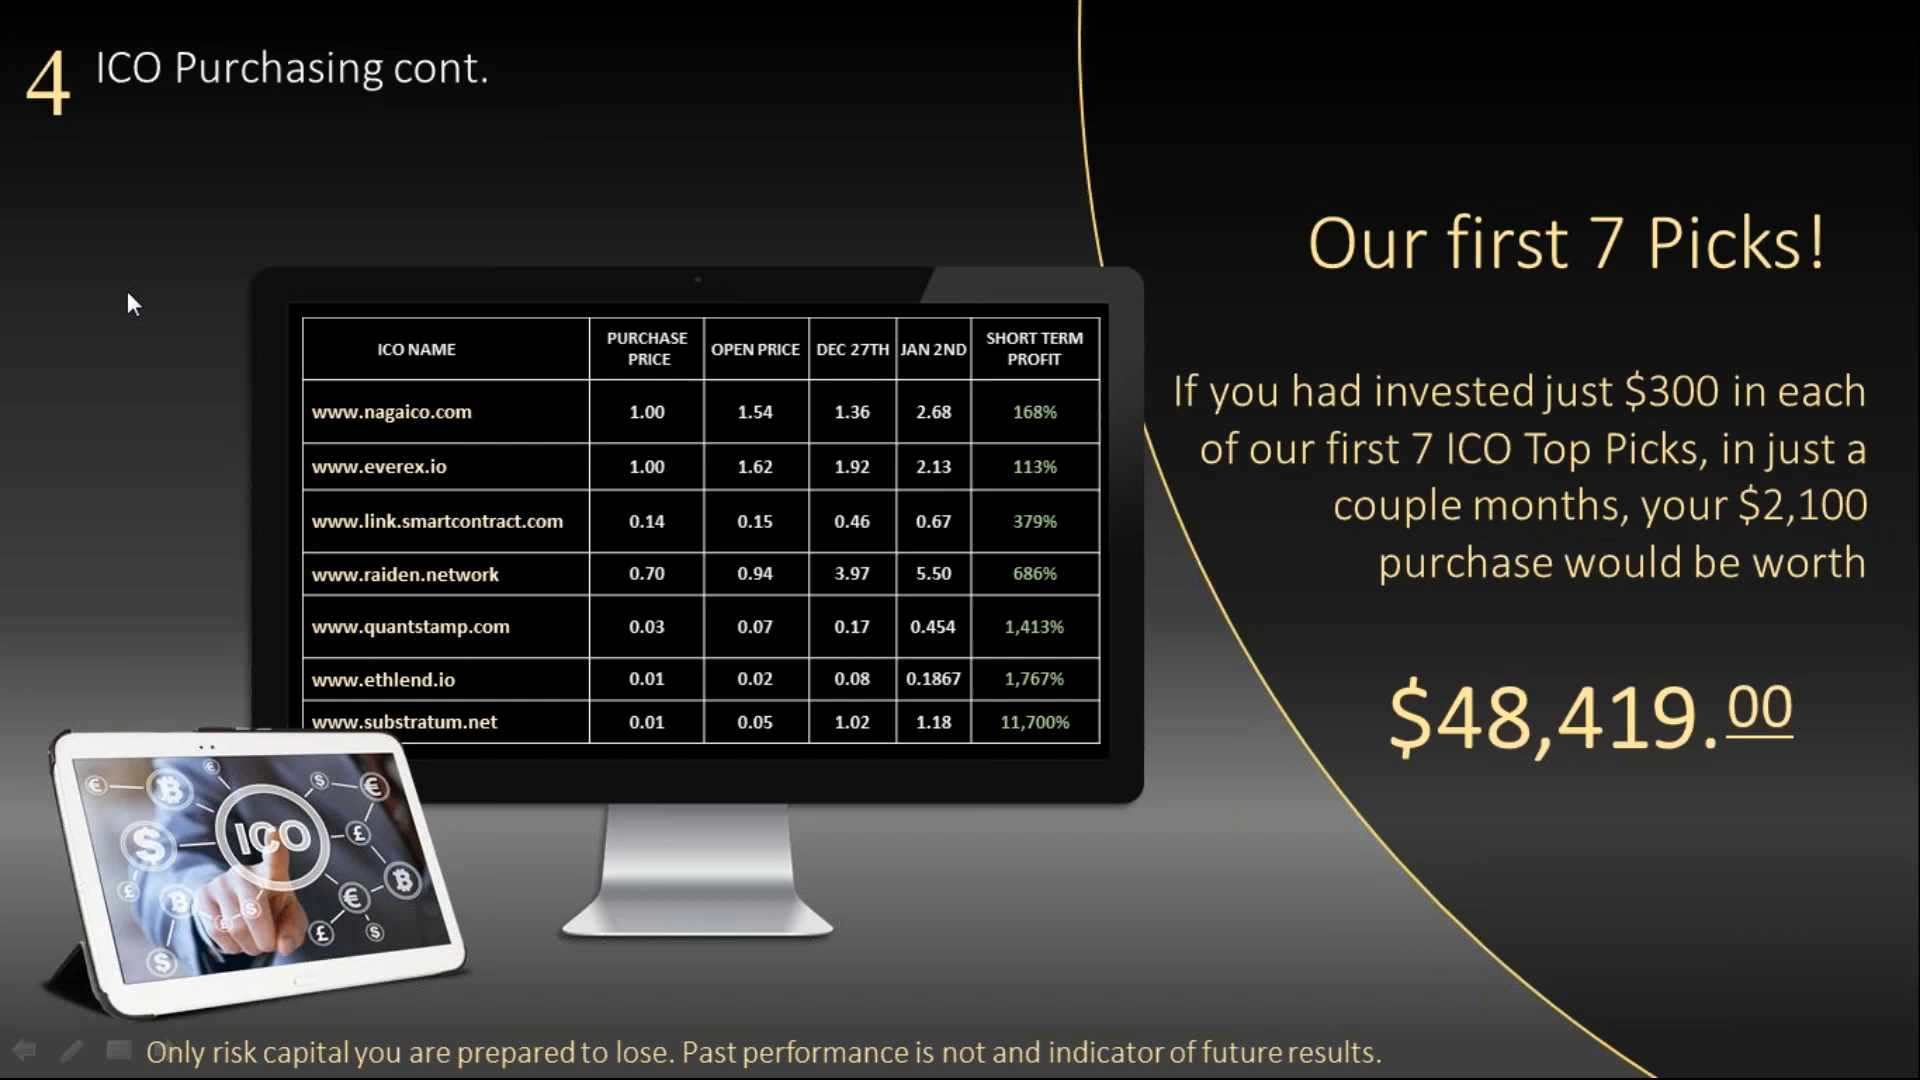 4 ICO Purchasing cont.
Our first 7 Picks!
If you had invested just $300 in each
of our first 7 ICO Top Picks, in just a
couple months, your $2,100
purchase would be worth
$48,419.00
ICO NAME PURCHASE PRICE OPEN PRICE DEC 27TH JAN 2ND SHORT TERM PROFIT
www.nagaico.com 1.00 1.54 1.36 2.68 168%
www.everex.io 1.00 1.62 1.92 2.13 113%
www.link.smartcontract.com 0.14 0.15 0.46 0.67 379%
www.raiden.network 0.70 0.94 3.97 5.50 686%
www.quantstamp.com 0.03 0.07 0.17 0.454 1,413%
www.ethlend.io 0.01 0.02 0.08 0.1867 1,767%
www.substratum.net 0.01 0.05 1.02 1.18 11,700%
ICO
Only risk capital you are prepared to lose. Past performance is not and indicator of future results.